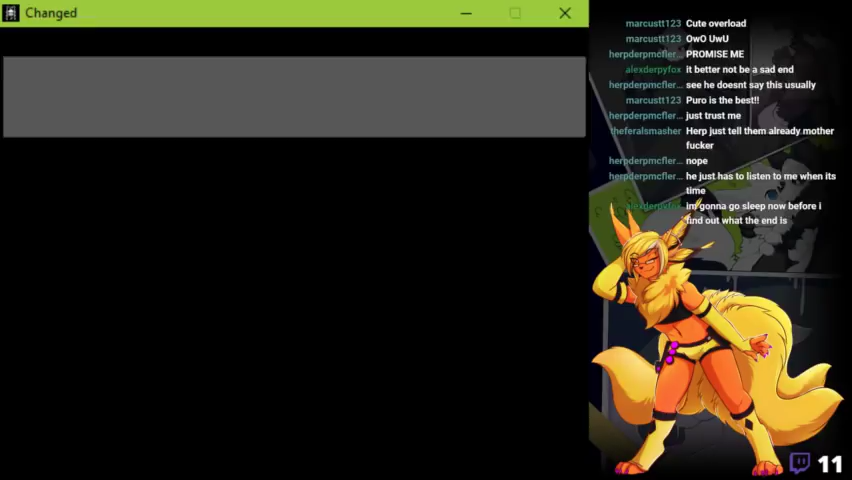 Changed
marcustt123 Cute overload
marcustt123 OwO UwU
herpderpmcfler... PROMISE ME
alexderpyfox it better not be a sad end
herpderpmcfler... see he doesnt say this usually
marcustt123 Puro is the best!!
herpderpmcfler... just trust me
theferalsmasher Herp just tell them already mother
fucker
herpderpmcfler... nope
herpderpmcfler... he just has to listen to me when its
time
alexderpyfox im gonna go sleep now before i
find out what the end is
11